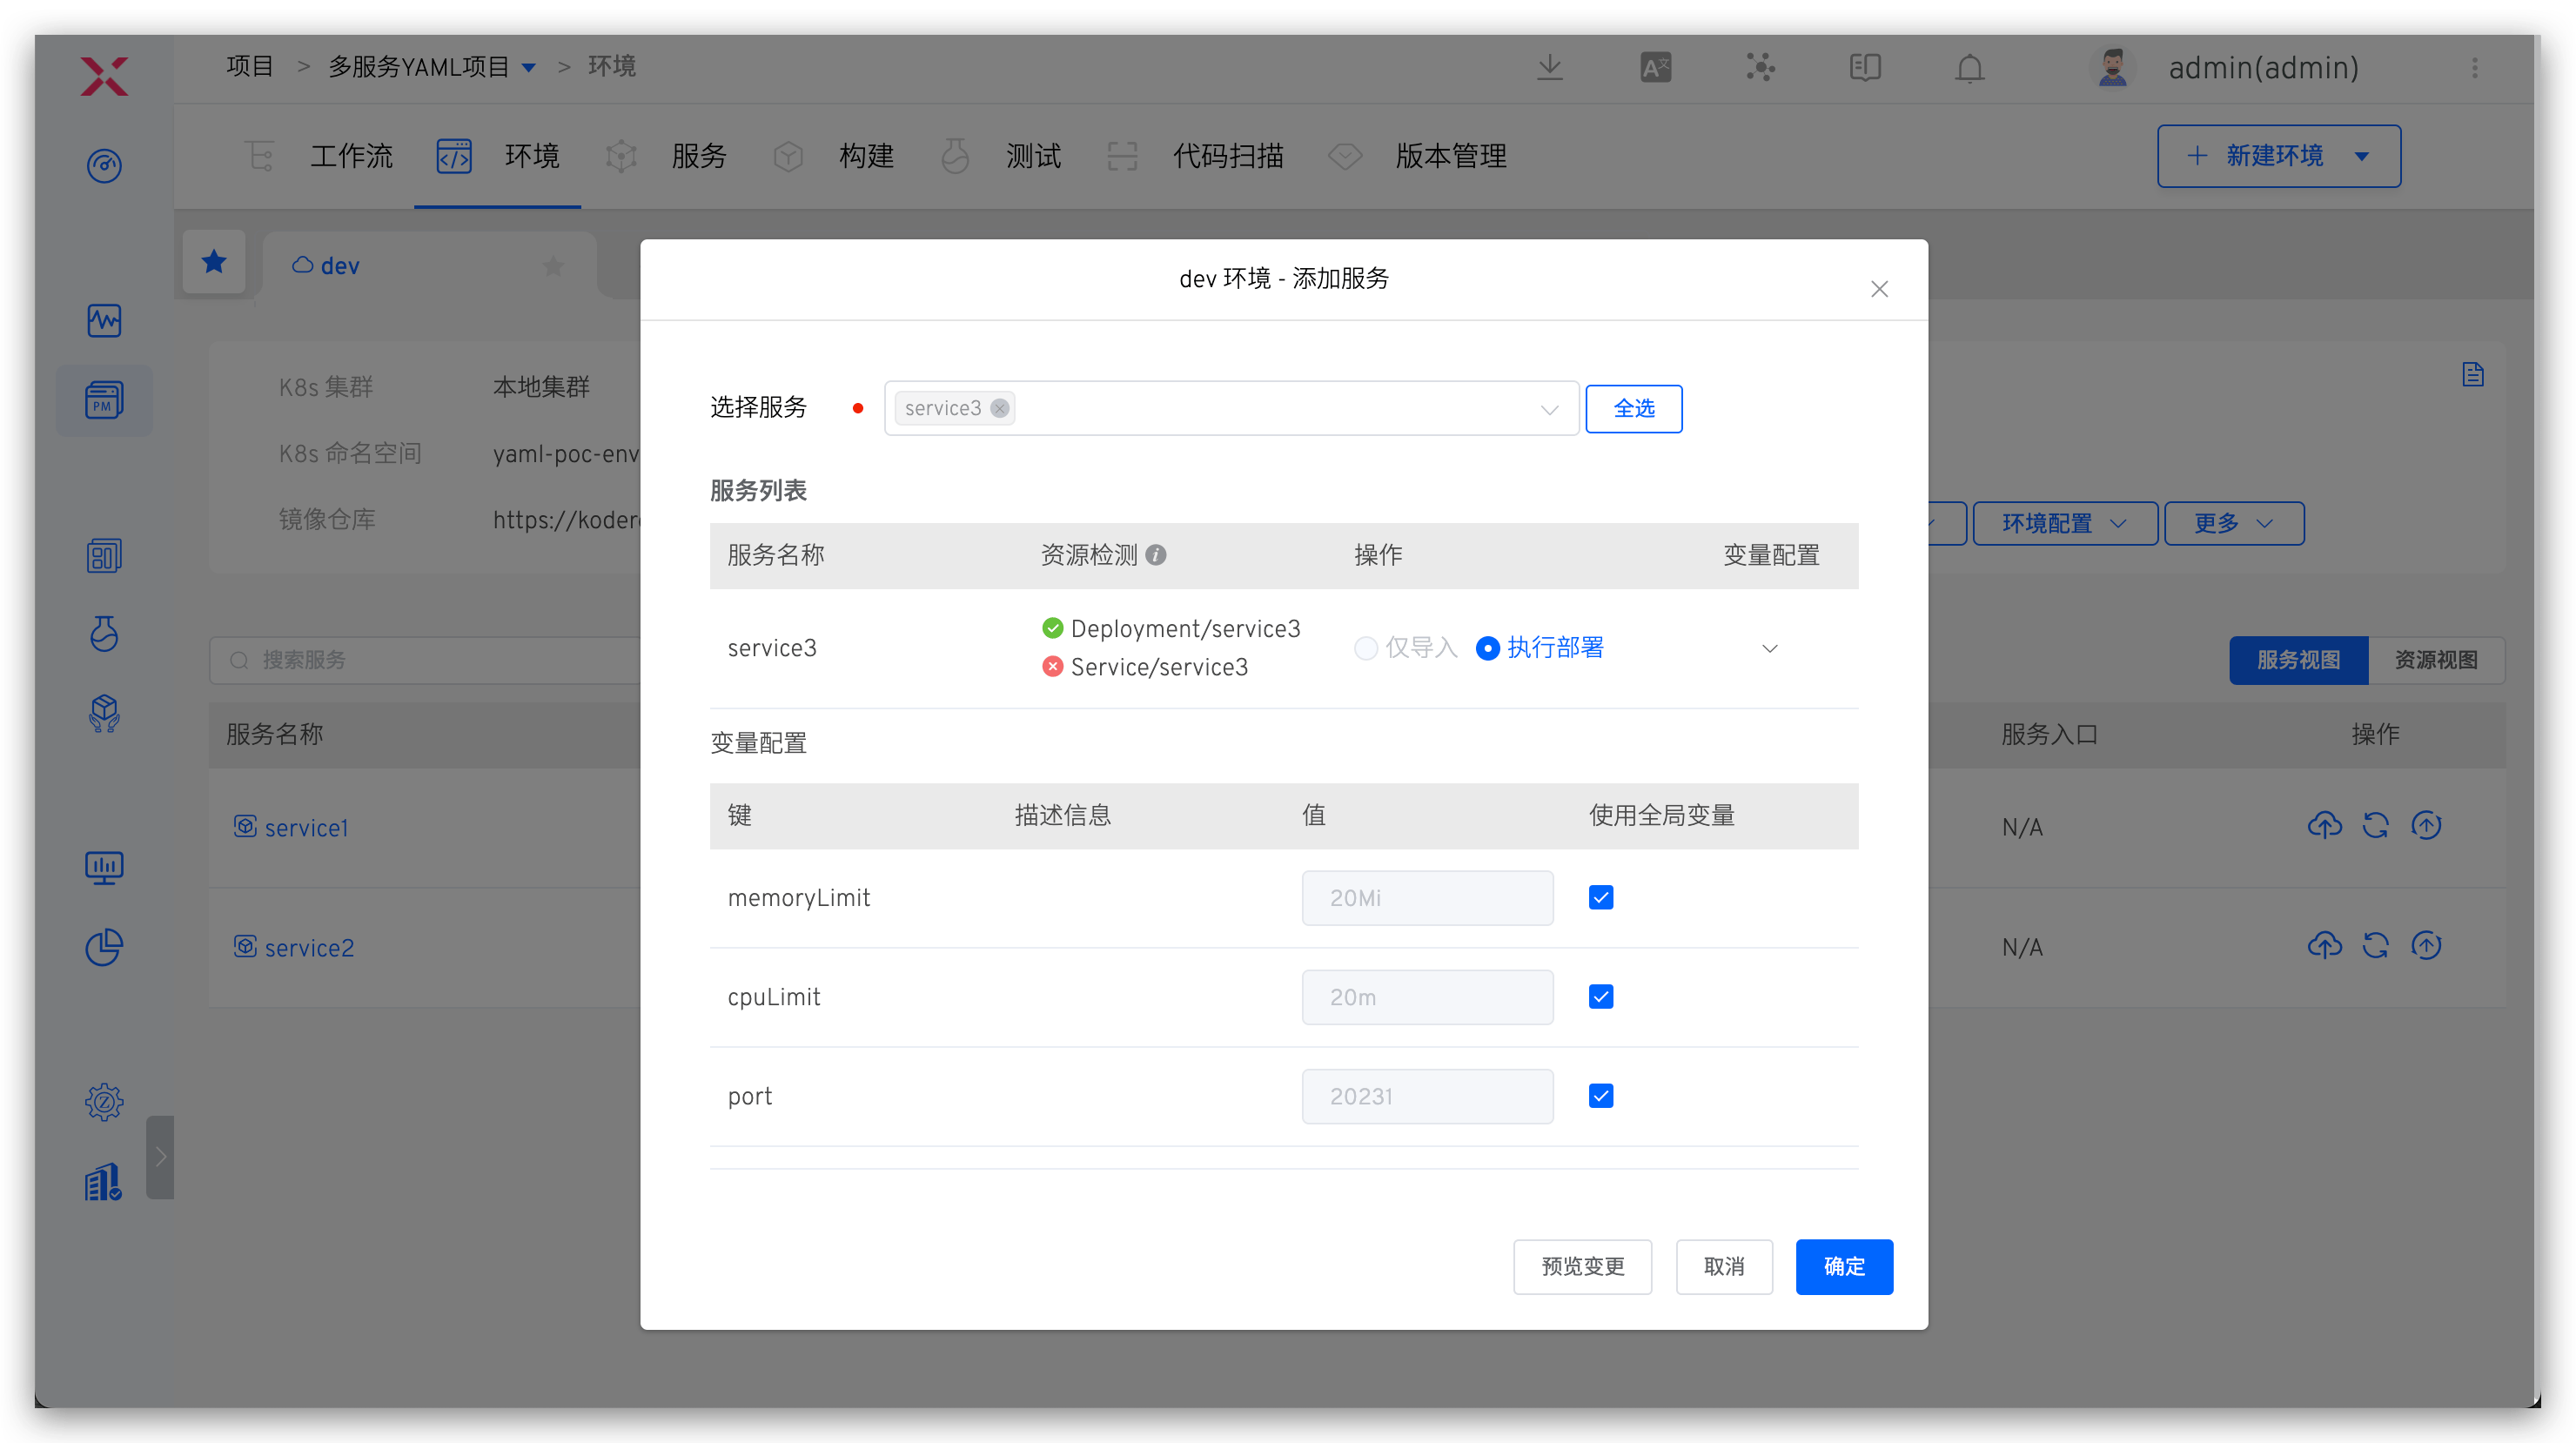 项目 > 多服务YAML项目 > 环境
admin(admin)
工作流 环境 服务 构建 测试 代码扫描 版本管理
+ 新建环境
dev
K8s 集群 本地集群
K8s 命名空间 yaml-poc-env
镜像仓库
环境配置 更多
PM
搜索服务
服务视图 资源视图
服务名称 服务入口 操作
service1 N/A
service2 N/A
dev 环境 - 添加服务
选择服务 service3 全选
服务列表
服务名称 资源检测 操作 变量配置
service3 Deployment/service3 仅导入 执行部署
Service/service3
变量配置
键 描述信息 值 使用全局变量
memoryLimit 20Mi
cpuLimit 20m
port 20231
预览变更 取消 确定